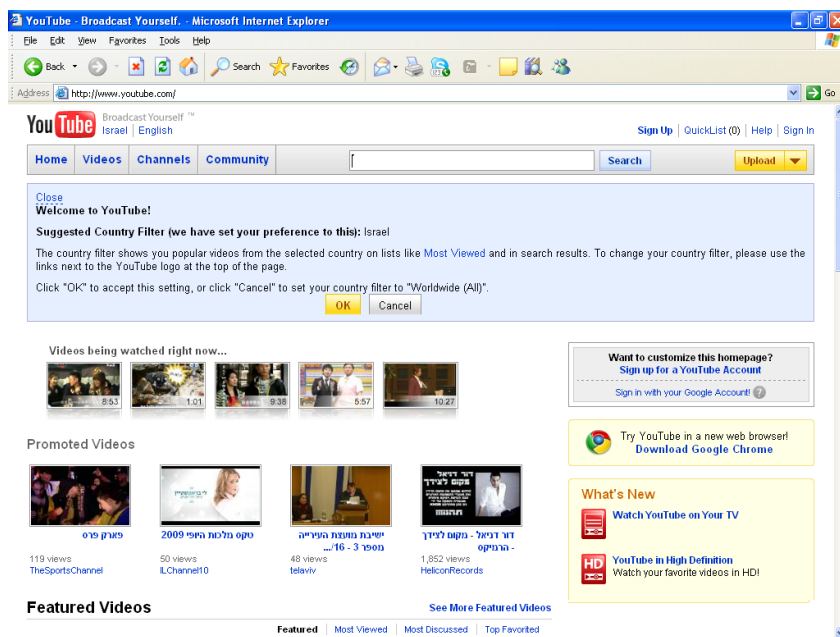 YouTube - Broadcast Yourself. - Microsoft Internet Explorer
File Edit View Favorites Tools Help
Back Search Favorites
Address http://www.youtube.com/ Go
YouTube Broadcast Yourself ™
Israel | English
Sign Up | QuickList (0) | Help | Sign In
Home Videos Channels Community Search Upload
Close
Welcome to YouTube!
Suggested Country Filter (we have set your preference to this): Israel
The country filter shows you popular videos from the selected country on lists like Most Viewed and in search results. To change your country filter, please use the
links next to the YouTube logo at the top of the page.
Click "OK" to accept this setting, or click "Cancel" to set your country filter to "Worldwide (All)".
OK Cancel
Videos being watched right now...
8:53 1:01 9:38 5:57 10:27
Want to customize this homepage?
Sign up for a YouTube Account
Sign in with your Google Account! ?
Try YouTube in a new web browser!
Download Google Chrome
Promoted Videos
פארק פרס
119 views
TheSportsChannel
טקס מלכת היופי 2009
50 views
ILChannel10
ישיבת מועצת העירייה
מספר 3 - 16/...
48 views
telaviv
דור דניאל
מקום לצידך
דור דניאל - מקום לצידך
- הרמיקס
1,852 views
HeliconRecords
What's New
Watch YouTube on Your TV
HD
YouTube in High Definition
Watch your favorite videos in HD!
Featured Videos
See More Featured Videos
Featured | Most Viewed | Most Discussed | Top Favorited